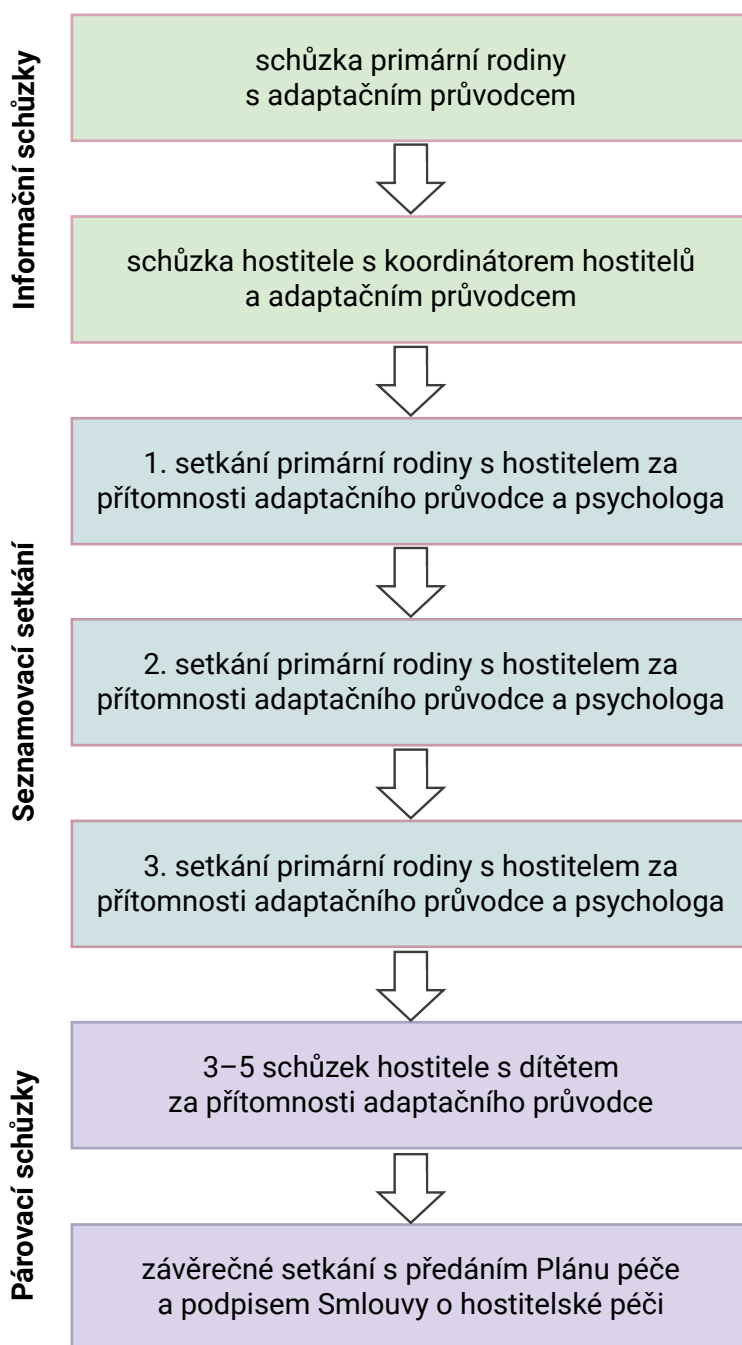 Informační schůzky
schůzka primární rodiny
s adaptačním průvodcem
schůzka hostitele s koordinátorem hostitelů
a adaptačním průvodcem
Seznamovací setkání
1. setkání primární rodiny s hostitelem za
přítomnosti adaptačního průvodce a psychologa
2. setkání primární rodiny s hostitelem za
přítomnosti adaptačního průvodce a psychologa
3. setkání primární rodiny s hostitelem za
přítomnosti adaptačního průvodce a psychologa
Párovací schůzky
3–5 schůzek hostitele s dítětem
za přítomnosti adaptačního průvodce
závěrečné setkání s předáním Plánu péče
a podpisem Smlouvy o hostitelské péči